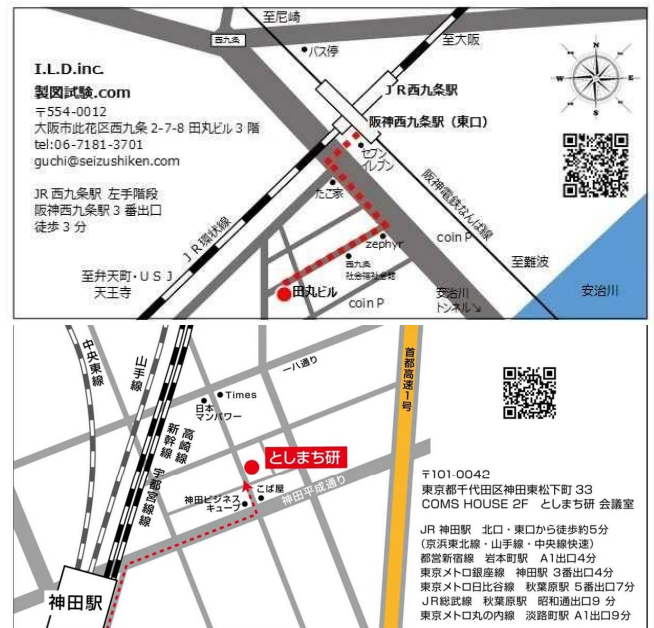 至尼崎
西九条
バス停
至大阪
I.L.D.inc.
製図試験.com
〒554-0012
大阪市此花区西九条 2-7-8 田丸ビル 3 階
tel:06-7181-3701
guchi@seizushiken.com
JR 西九条駅 左手階段
阪神西九条駅 3 番出口
徒歩 3 分
N
W
E
S
JR西九条駅
阪神西九条駅（東口）
セブン
イレブン
たこ家
阪神電鉄なんば線
JR環状線
zephyr
coin P
西九条
社会福祉会館
至難波
至弁天町・USJ
天王寺
田丸ビル
coin P
安治川
トンネル↘
安治川
中央東線
山手線
高崎線
新幹線
宇都宮線
一八通り
首都高速1号
Times
日本
マンパワー
としまち研
こば屋
神田ビジネス
キューブ
神田平成通り
神田駅
〒101-0042
東京都千代田区神田東松下町 33
COMS HOUSE 2F としまち研 会議室
JR 神田駅 北口・東口から徒歩約5分
（京浜東北線・山手線・中央線快速）
都営新宿線 岩本町駅 A1出口4分
東京メトロ銀座線 神田駅 3番出口4分
東京メトロ日比谷線 秋葉原駅 5番出口7分
JR総武線 秋葉原駅 昭和通出口9 分
東京メトロ丸の内線 淡路町駅 A1出口9分